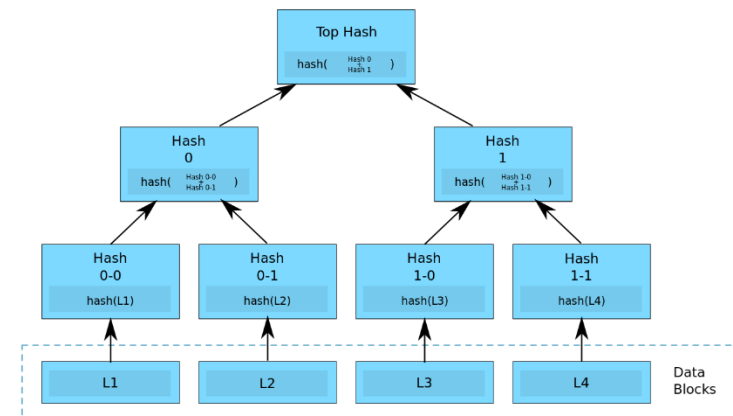 Top Hash
hash( Hash 0 + Hash 1 )
Hash
0
hash( Hash 0-0 + Hash 0-1 )
Hash
1
hash( Hash 1-0 + Hash 1-1 )
Hash
0-0
hash(L1)
Hash
0-1
hash(L2)
Hash
1-0
hash(L3)
Hash
1-1
hash(L4)
L1
L2
L3
L4
Data
Blocks